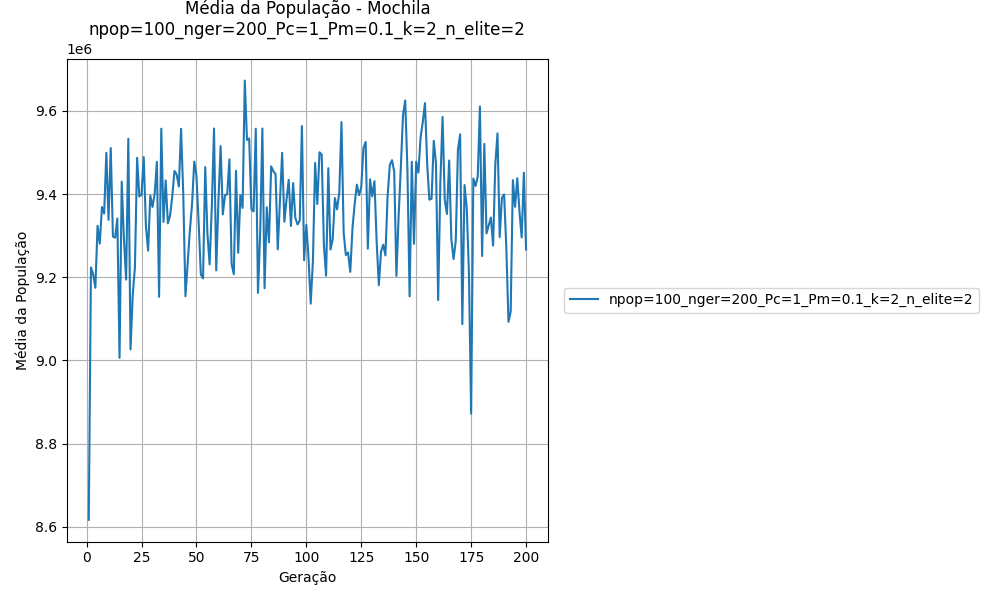 Média da População - Mochila
npop=100_nger=200_Pc=1_Pm=0.1_k=2_n_elite=2
1e6
9.6
9.4
9.2
9.0
8.8
8.6
Média da População
0 25 50 75 100 125 150 175 200
Geração
npop=100_nger=200_Pc=1_Pm=0.1_k=2_n_elite=2